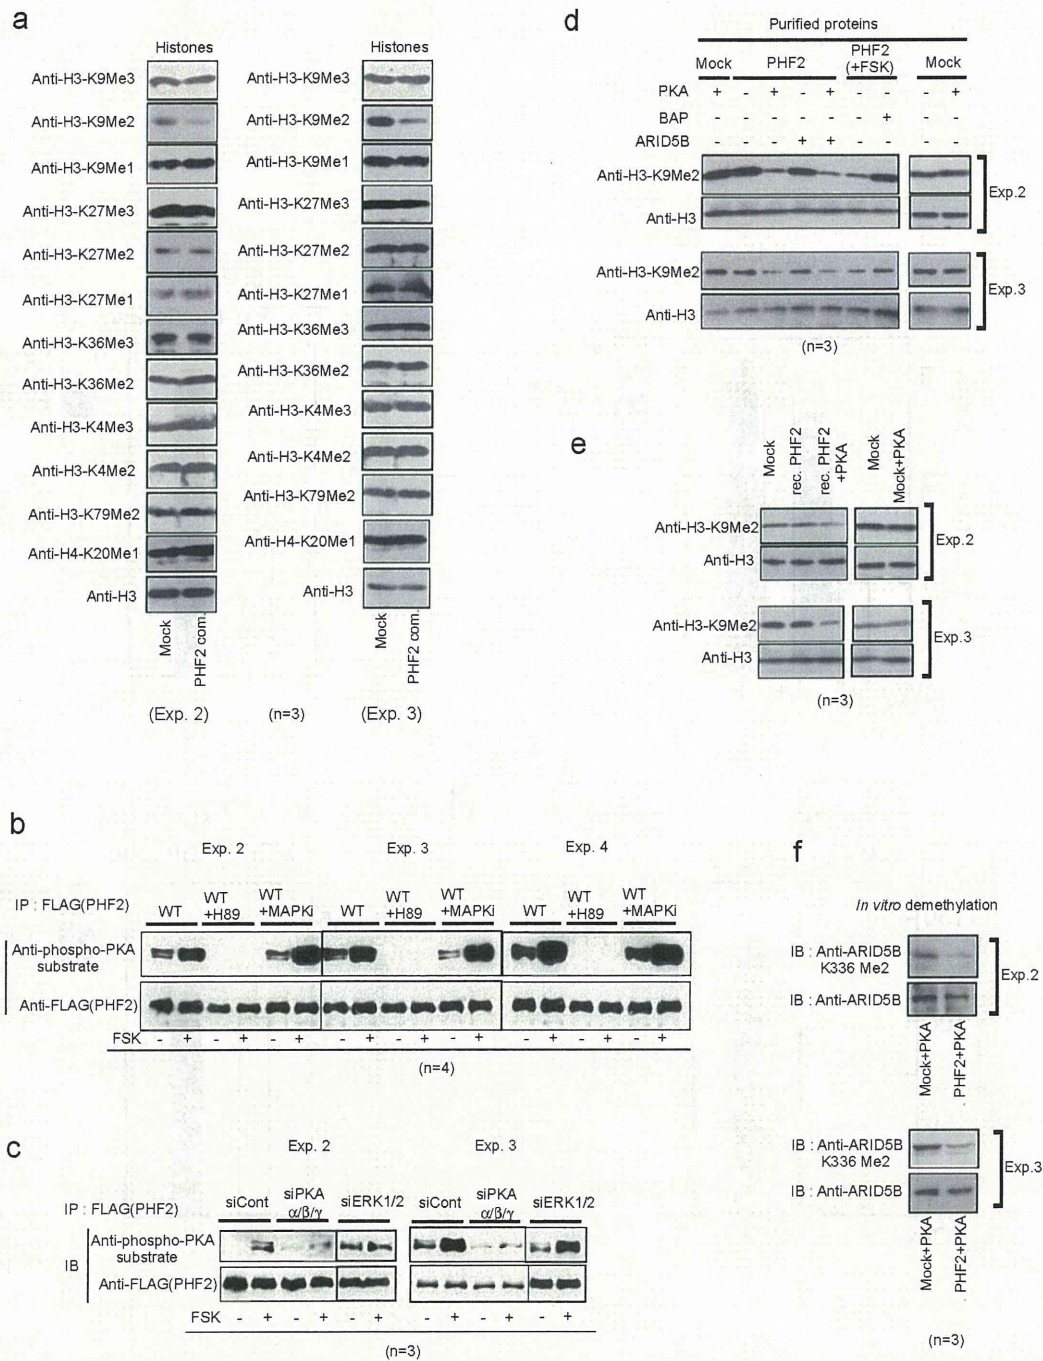 a
Histones
Anti-H3-K9Me3
Anti-H3-K9Me2
Anti-H3-K9Me1
Anti-H3-K27Me3
Anti-H3-K27Me2
Anti-H3-K27Me1
Anti-H3-K36Me3
Anti-H3-K36Me2
Anti-H3-K4Me3
Anti-H3-K4Me2
Anti-H3-K79Me2
Anti-H4-K20Me1
Anti-H3
Mock
PHF2 com.
(Exp. 2)
(n=3)
Histones
Anti-H3-K9Me3
Anti-H3-K9Me2
Anti-H3-K9Me1
Anti-H3-K27Me3
Anti-H3-K27Me2
Anti-H3-K27Me1
Anti-H3-K36Me3
Anti-H3-K36Me2
Anti-H3-K4Me3
Anti-H3-K4Me2
Anti-H3-K79Me2
Anti-H4-K20Me1
Anti-H3
Mock
PHF2 com.
(Exp. 3)
d
Purified proteins
Mock PHF2 PHF2 (+FSK) Mock
PKA + - + - + - - - +
BAP - - - - - - + - -
ARID5B - - - + + - - - -
Anti-H3-K9Me2
Anti-H3
Exp.2
Anti-H3-K9Me2
Anti-H3
Exp.3
(n=3)
e
Mock
rec. PHF2
rec. PHF2 +PKA
Mock
Mock+PKA
Anti-H3-K9Me2
Anti-H3
Exp.2
Anti-H3-K9Me2
Anti-H3
Exp.3
(n=3)
b
Exp. 2 Exp. 3 Exp. 4
IP : FLAG(PHF2)
WT WT +H89 WT +MAPKi WT WT +H89 WT +MAPKi WT WT +H89 WT +MAPKi
Anti-phospho-PKA
substrate
Anti-FLAG(PHF2)
FSK - + - + - + - + - + - + - + - + - +
(n=4)
c
Exp. 2 Exp. 3
IP : FLAG(PHF2)
siCont siPKA α/β/γ siERK1/2 siCont siPKA α/β/γ siERK1/2
IB
Anti-phospho-PKA
substrate
Anti-FLAG(PHF2)
FSK - + - + - + - + - + - +
(n=3)
f
In vitro demethylation
IB : Anti-ARID5B
K336 Me2
IB : Anti-ARID5B
Exp.2
Mock+PKA
PHF2+PKA
IB : Anti-ARID5B
K336 Me2
IB : Anti-ARID5B
Exp.3
Mock+PKA
PHF2+PKA
(n=3)